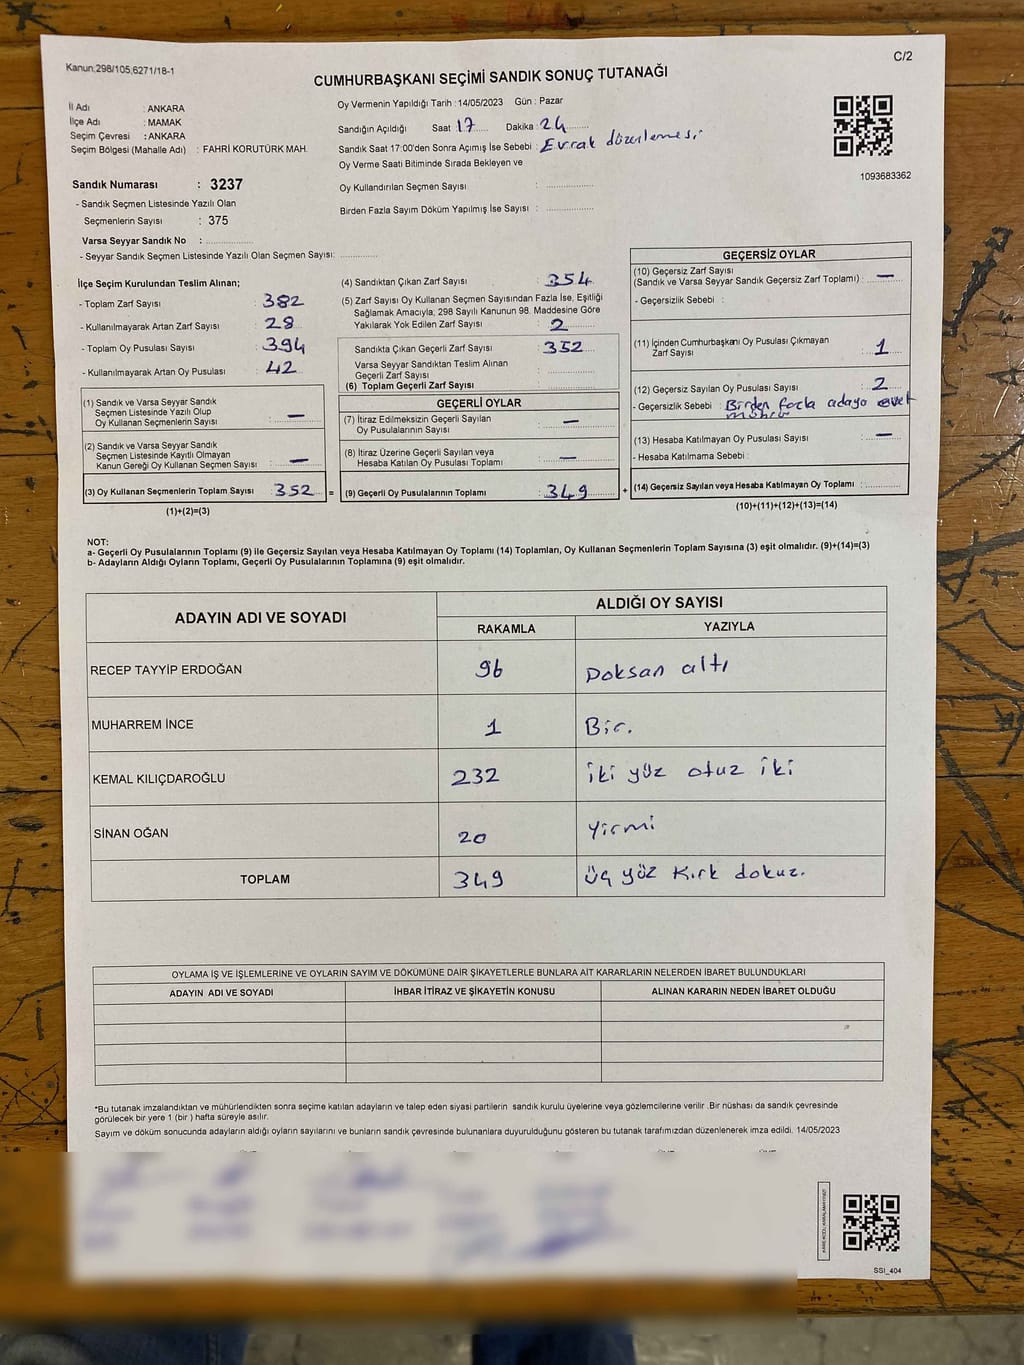 Kanun;298/105,6271/18-1
C/2
CUMHURBAŞKANI SEÇİMİ SANDIK SONUÇ TUTANAĞI
İl Adı : ANKARA
İlçe Adı : MAMAK
Seçim Çevresi : ANKARA
Seçim Bölgesi (Mahalle Adı) : FAHRİ KORUTÜRK MAH.
Oy Vermenin Yapıldığı Tarih : 14/05/2023 Gün : Pazar
Sandığın Açıldığı Saat 17 Dakika : 24
Sandık Saat 17:00'den Sonra Açımış İse Sebebi : Evrak düzenlemesi
Oy Verme Saati Bitiminde Sırada Bekleyen ve
Oy Kullandırılan Seçmen Sayısı :
Birden Fazla Sayım Döküm Yapılmış İse Sayısı :
1093683362
Sandık Numarası : 3237
- Sandık Seçmen Listesinde Yazılı Olan
Seçmenlerin Sayısı : 375
Varsa Seyyar Sandık No :
- Seyyar Sandık Seçmen Listesinde Yazılı Olan Seçmen Sayısı:
İlçe Seçim Kurulundan Teslim Alınan;
- Toplam Zarf Sayısı : 382
- Kullanılmayarak Artan Zarf Sayısı : 28
- Toplam Oy Pusulası Sayısı : 394
- Kullanılmayarak Artan Oy Pusulası : 42
(1) Sandık ve Varsa Seyyar Sandık
Seçmen Listesinde Yazılı Olup
Oy Kullanan Seçmenlerin Sayısı : —
(2) Sandık ve Varsa Seyyar Sandık
Seçmen Listesinde Kayıtlı Olmayan
Kanun Gereği Oy Kullanan Seçmen Sayısı : —
(3) Oy Kullanan Seçmenlerin Toplam Sayısı : 352 =
(1)+(2)=(3)
(4) Sandıktan Çıkan Zarf Sayısı : 354
(5) Zarf Sayısı Oy Kullanan Seçmen Sayısından Fazla İse, Eşitliği
Sağlamak Amacıyla, 298 Sayılı Kanunun 98. Maddesine Göre
Yakılarak Yok Edilen Zarf Sayısı : 2
Sandıkta Çıkan Geçerli Zarf Sayısı : 352
Varsa Seyyar Sandıktan Teslim Alınan
Geçerli Zarf Sayısı :
(6) Toplam Geçerli Zarf Sayısı :
GEÇERLİ OYLAR
(7) İtiraz Edilmeksizin Geçerli Sayılan
Oy Pusulalarının Sayısı : —
(8) İtiraz Üzerine Geçerli Sayılan veya
Hesaba Katılan Oy Pusulası Toplamı : —
(9) Geçerli Oy Pusulalarının Toplamı : 349 +
GEÇERSİZ OYLAR
(10) Geçersiz Zarf Sayısı
(Sandık ve Varsa Seyyar Sandık Geçersiz Zarf Toplamı) : —
- Geçersizlik Sebebi :
(11) İçinden Cumhurbaşkanı Oy Pusulası Çıkmayan
Zarf Sayısı : 1
(12) Geçersiz Sayılan Oy Pusulası Sayısı : 2
- Geçersizlik Sebebi : Birden fazla adaya evet
mührü
(13) Hesaba Katılmayan Oy Pusulası Sayısı : —
- Hesaba Katılmama Sebebi :
(14) Geçersiz Sayılan veya Hesaba Katılmayan Oy Toplamı :
(10)+(11)+(12)+(13)=(14)
NOT:
a- Geçerli Oy Pusulalarının Toplamı (9) ile Geçersiz Sayılan veya Hesaba Katılmayan Oy Toplamı (14) Toplamları, Oy Kullanan Seçmenlerin Toplam Sayısına (3) eşit olmalıdır. (9)+(14)=(3)
b- Adayların Aldığı Oyların Toplamı, Geçerli Oy Pusulalarının Toplamına (9) eşit olmalıdır.
ADAYIN ADI VE SOYADI
ALDIĞI OY SAYISI
RAKAMLA YAZIYLA
RECEP TAYYİP ERDOĞAN 96 Doksan altı
MUHARREM İNCE 1 Bir.
KEMAL KILIÇDAROĞLU 232 iki yüz otuz iki
SİNAN OĞAN 20 Yirmi
TOPLAM 349 üç yüz Kırk dokuz.
OYLAMA İŞ VE İŞLEMLERİNE VE OYLARIN SAYIM VE DÖKÜMÜNE DAİR ŞİKAYETLERLE BUNLARA AİT KARARLARIN NELERDEN İBARET BULUNDUKLARI
ADAYIN ADI VE SOYADI İHBAR İTİRAZ VE ŞİKAYETİN KONUSU ALINAN KARARIN NEDEN İBARET OLDUĞU
*Bu tutanak imzalandıktan ve mühürlendikten sonra seçime katılan adayların ve talep eden siyasi partilerin sandık kurulu üyelerine veya gözlemcilerine verilir .Bir nüshası da sandık çevresinde
görülecek bir yere 1 (bir ) hafta süreyle asılır.
Sayım ve döküm sonucunda adayların aldığı oyların sayılarını ve bunların sandık çevresinde bulunanlara duyurulduğunu gösteren bu tutanak tarafımızdan düzenlenerek imza edildi. 14/05/2023
SSI_404